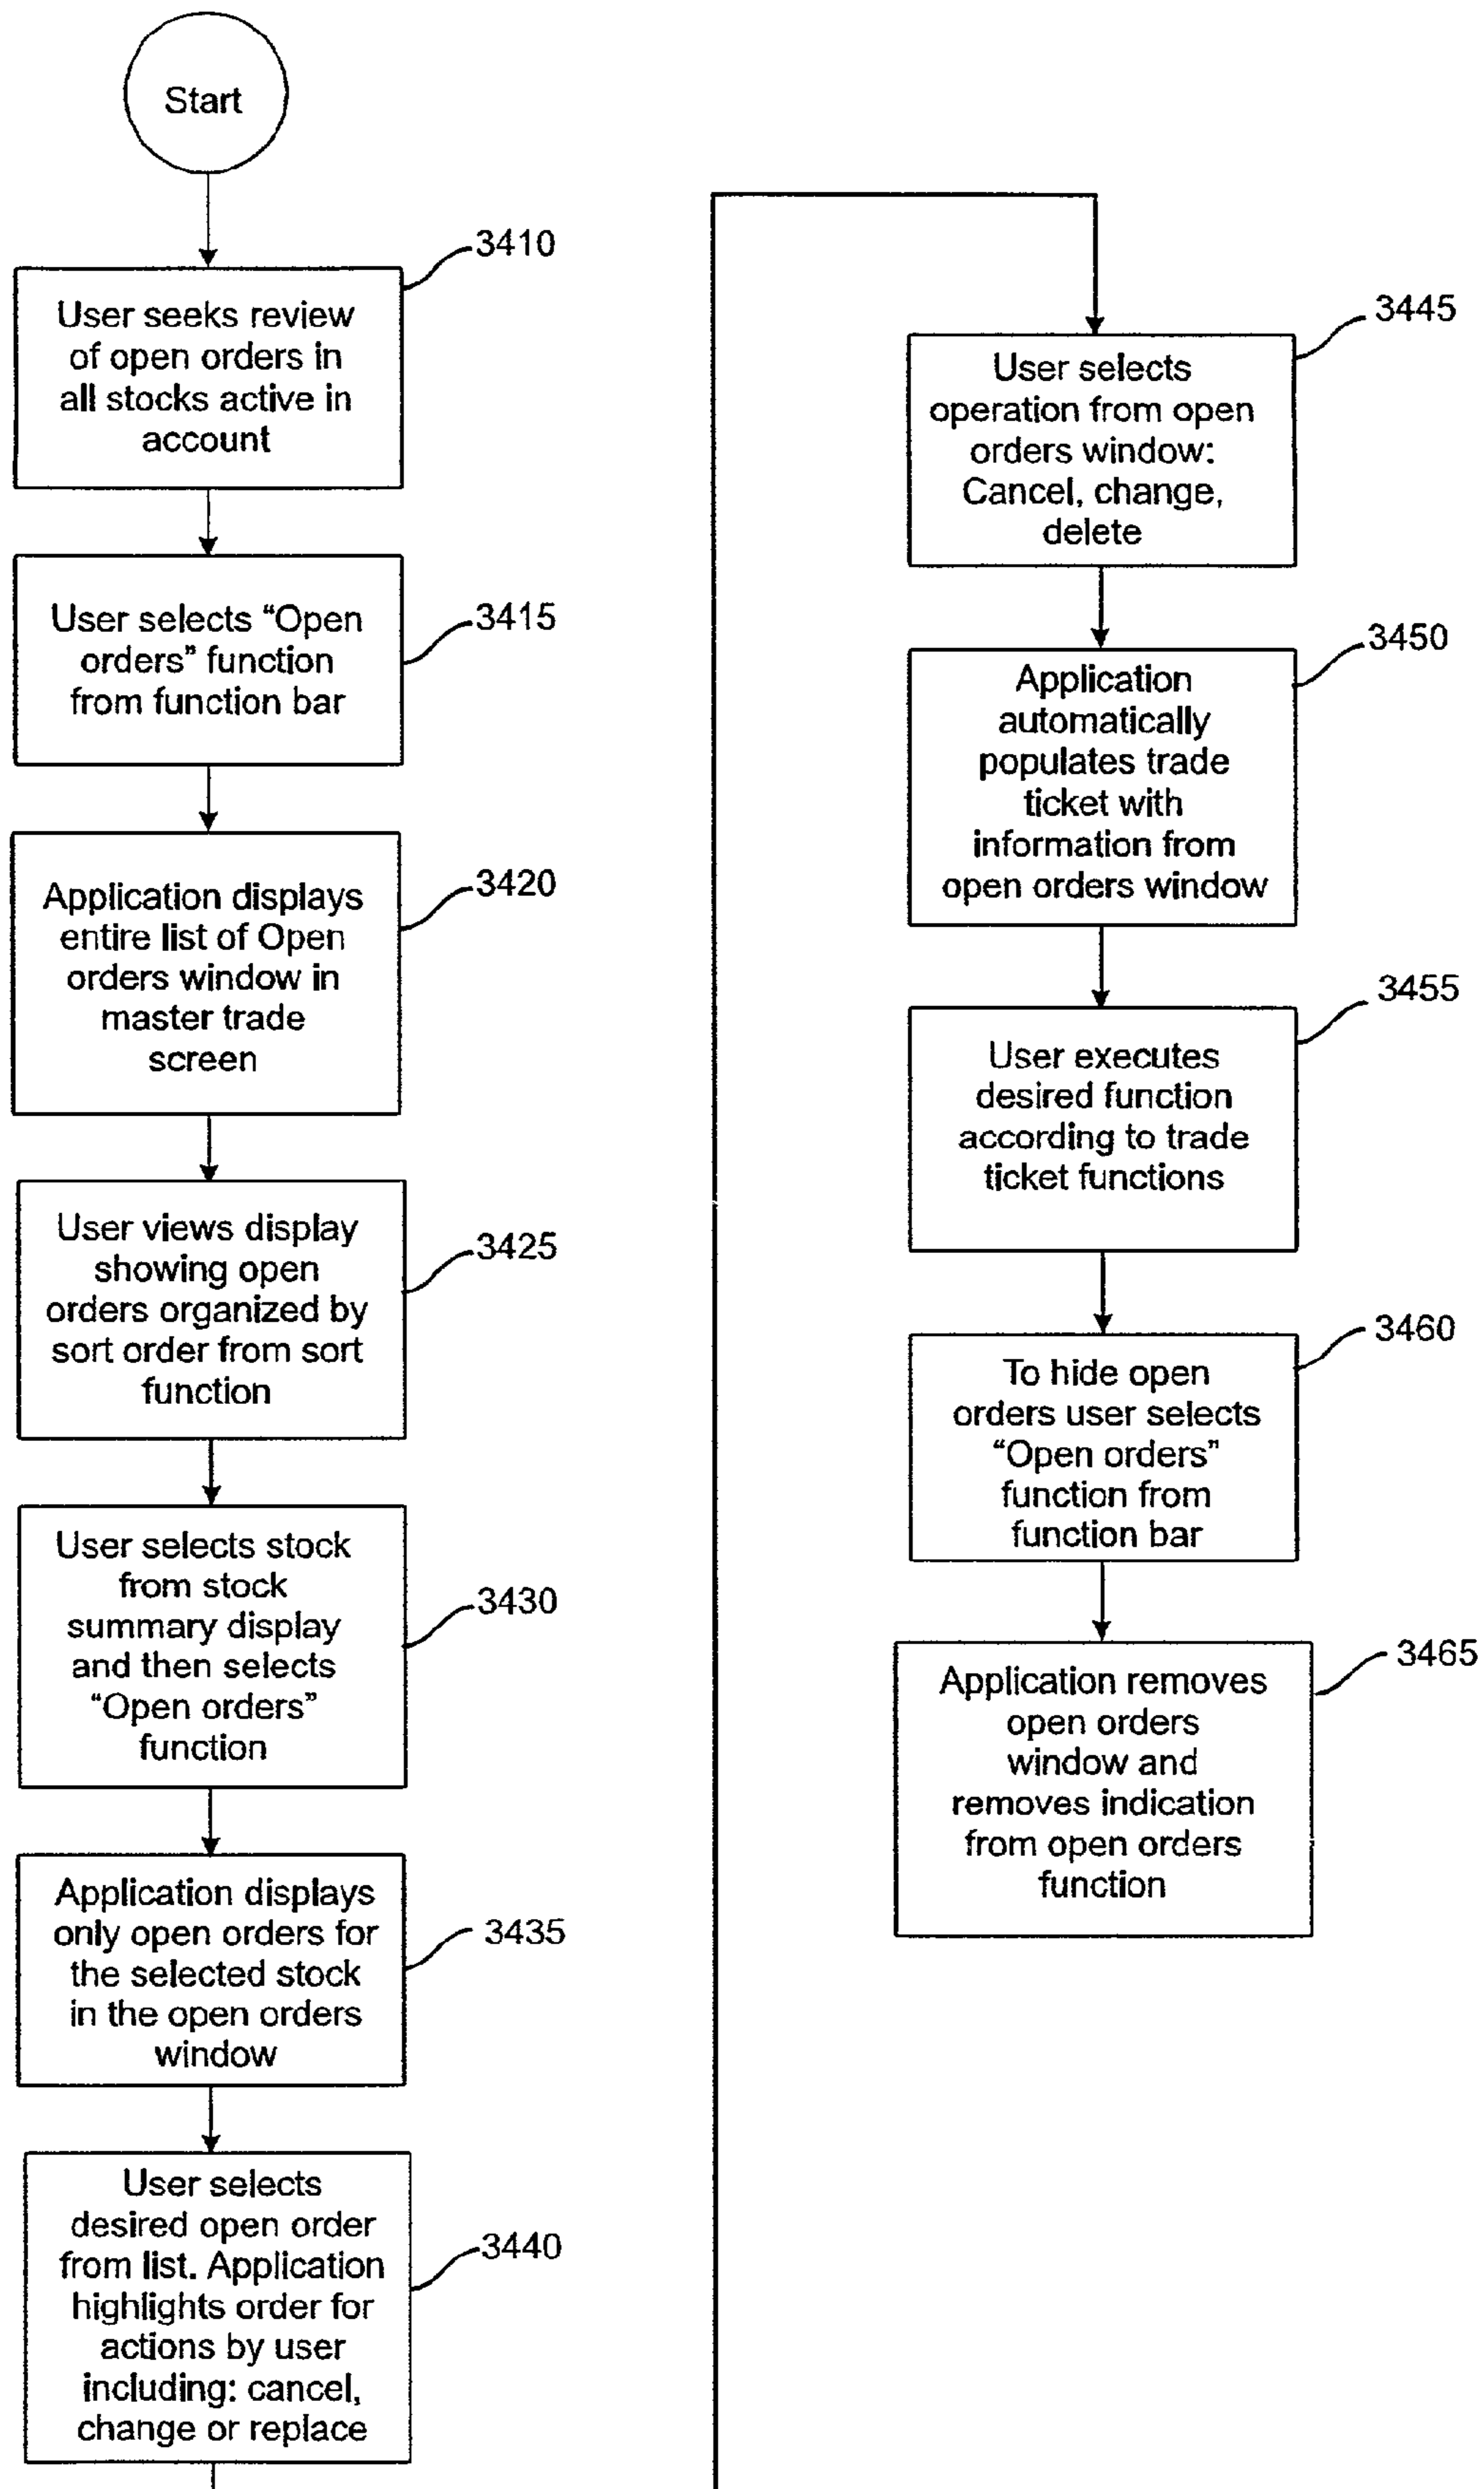 Start
3410
User seeks review
of open orders in
all stocks active in
account
3415
User selects “Open
orders” function
from function bar
3420
Application displays
entire list of Open
orders window in
master trade
screen
3425
User views display
showing open
orders organized by
sort order from sort
function
3430
User selects stock
from stock
summary display
and then selects
“Open orders”
function
3435
Application displays
only open orders for
the selected stock
in the open orders
window
3440
User selects
desired open order
from list. Application
highlights order for
actions by user
including: cancel,
change or replace
3445
User selects
operation from open
orders window:
Cancel, change,
delete
3450
Application
automatically
populates trade
ticket with
information from
open orders window
3455
User executes
desired function
according to trade
ticket functions
3460
To hide open
orders user selects
“Open orders”
function from
function bar
3465
Application removes
open orders
window and
removes indication
from open orders
function